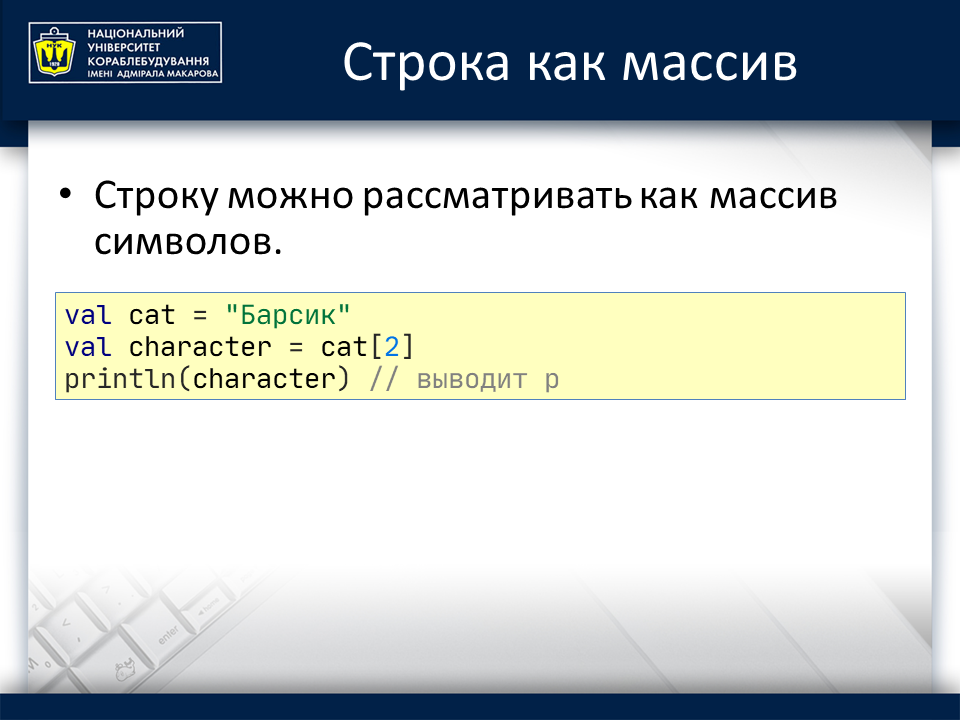 НАЦІОНАЛЬНИЙ
УНІВЕРСИТЕТ
КОРАБЛЕБУДУВАННЯ
ІМЕНІ АДМІРАЛА МАКАРОВА
НУК
1920
Строка как массив
• Строку можно рассматривать как массив
символов.
val cat = "Барсик"
val character = cat[2]
println(character) // выводит р
enter